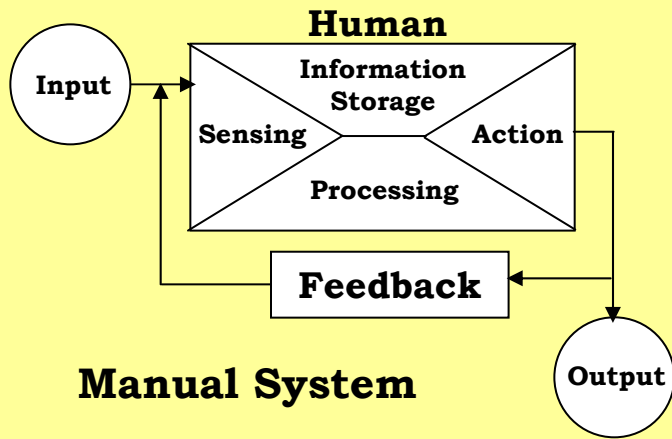 Human
Input
Information
Storage
Sensing
Action
Processing
Feedback
Manual System
Output